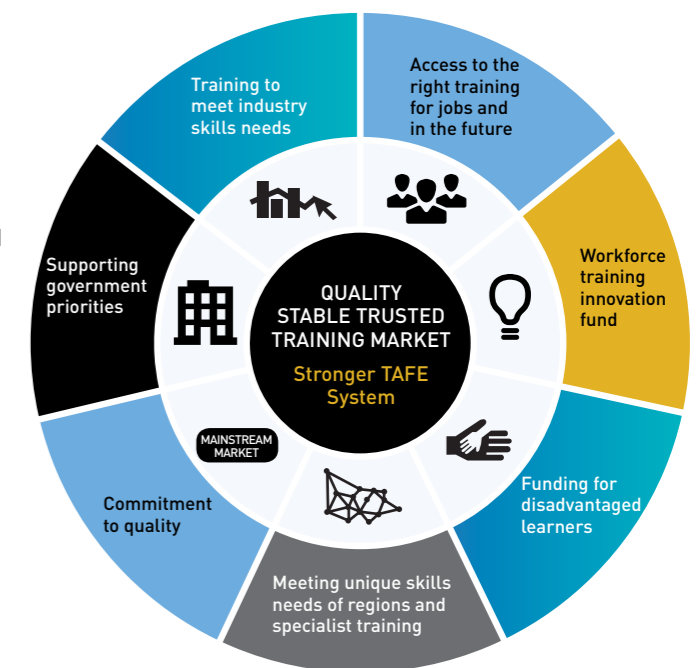 Training to
meet industry
skills needs
Access to the
right training
for jobs and
in the future
Workforce
training
innovation
fund
Funding for
disadvantaged
learners
Meeting unique skills
needs of regions and
specialist training
Commitment
to quality
Supporting
government
priorities
MAINSTREAM
MARKET
QUALITY
STABLE TRUSTED
TRAINING MARKET
Stronger TAFE
System